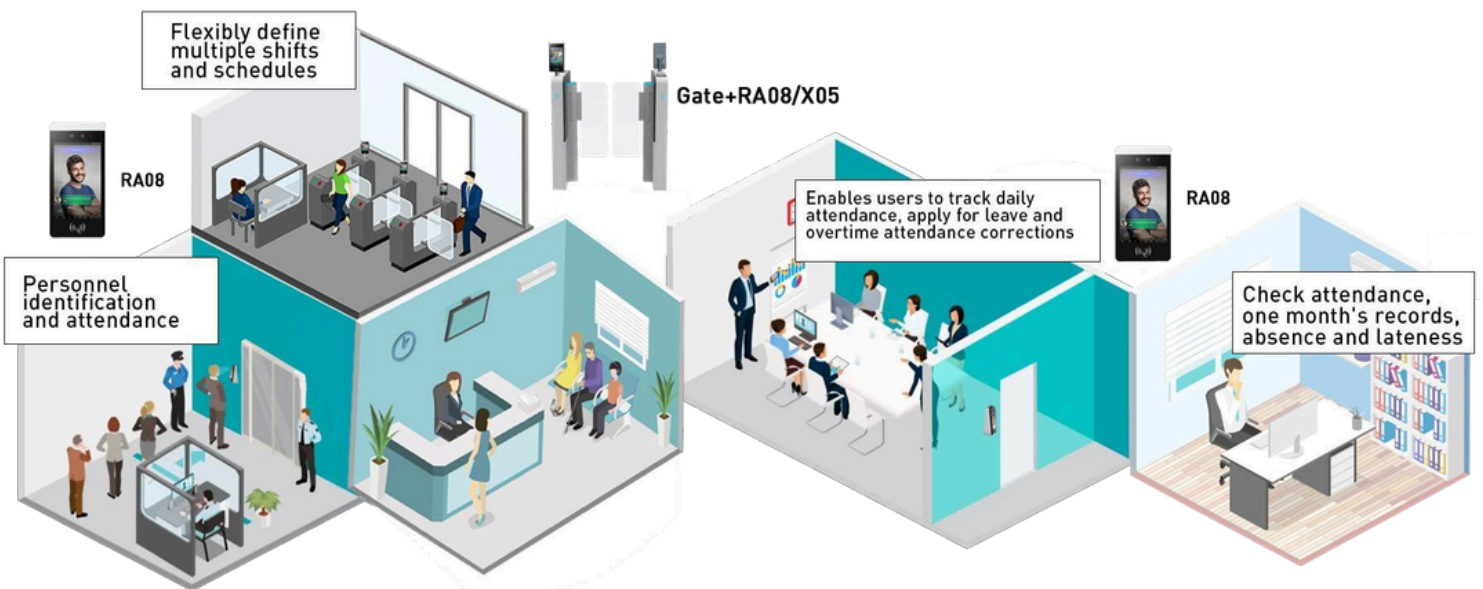 Flexibly define
multiple shifts
and schedules
Gate+RA08/X05
RA08
Personnel
identification
and attendance
Enables users to track daily
attendance, apply for leave and
overtime attendance corrections
RA08
Check attendance,
one month's records,
absence and lateness